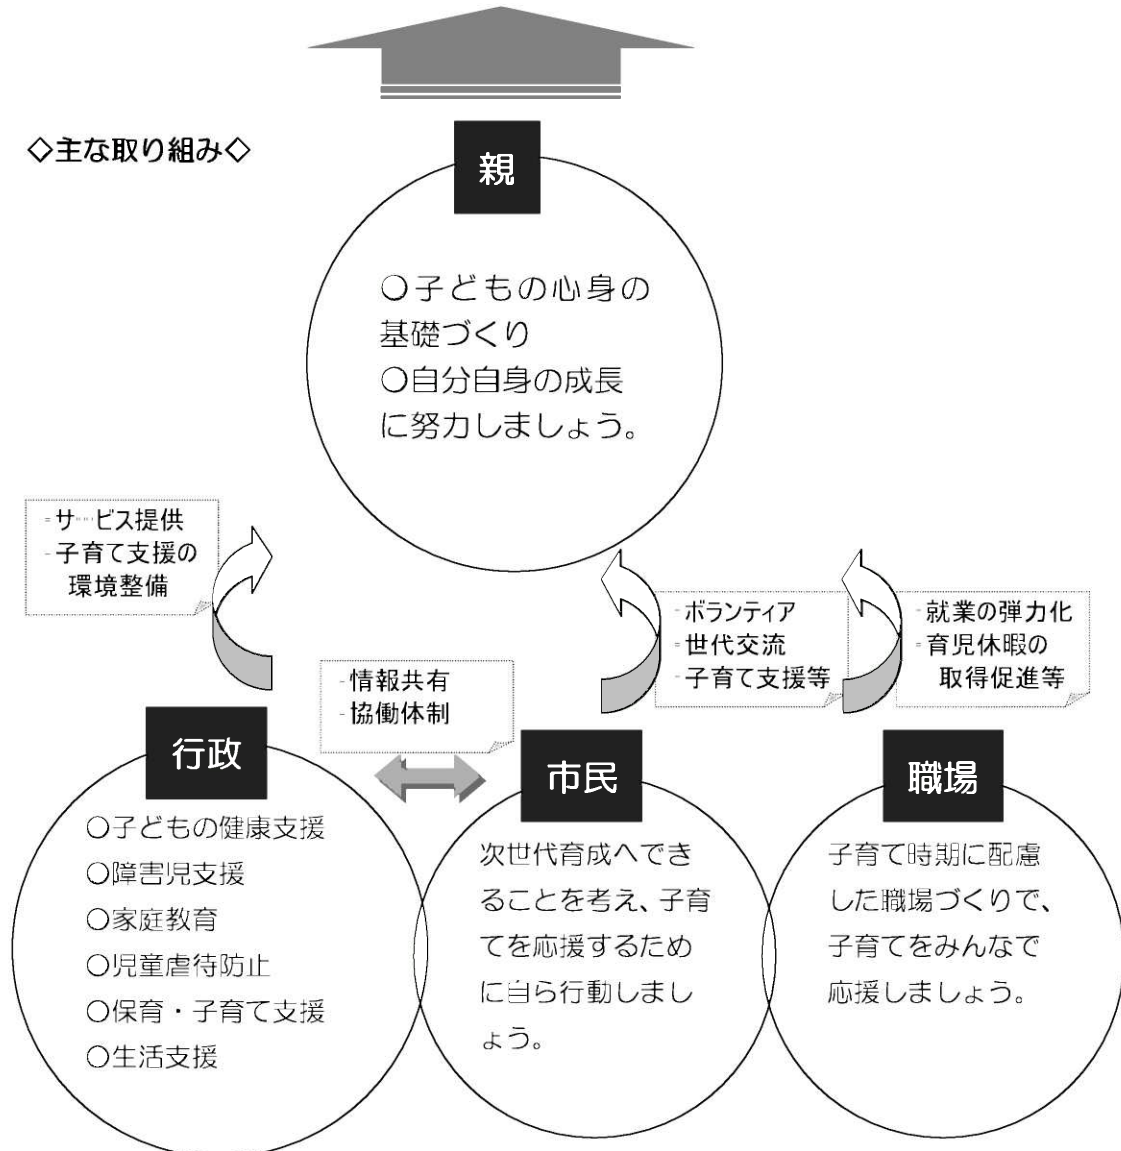 ◇主な取り組み◇
親
○子どもの心身の
基礎づくり
○自分自身の成長
に努力しましょう。
-サービス提供
-子育て支援の
環境整備
-情報共有
-協働体制
-ボランティア
-世代交流
-子育て支援等
-就業の弾力化
-育児休暇の
取得促進等
行政
○子どもの健康支援
○障害児支援
○家庭教育
○児童虐待防止
○保育・子育て支援
○生活支援
市民
次世代育成へでき
ることを考え、子育
てを応援するため
に自ら行動しまし
ょう。
職場
子育て時期に配慮
した職場づくりで、
子育てをみんなで
応援しましょう。